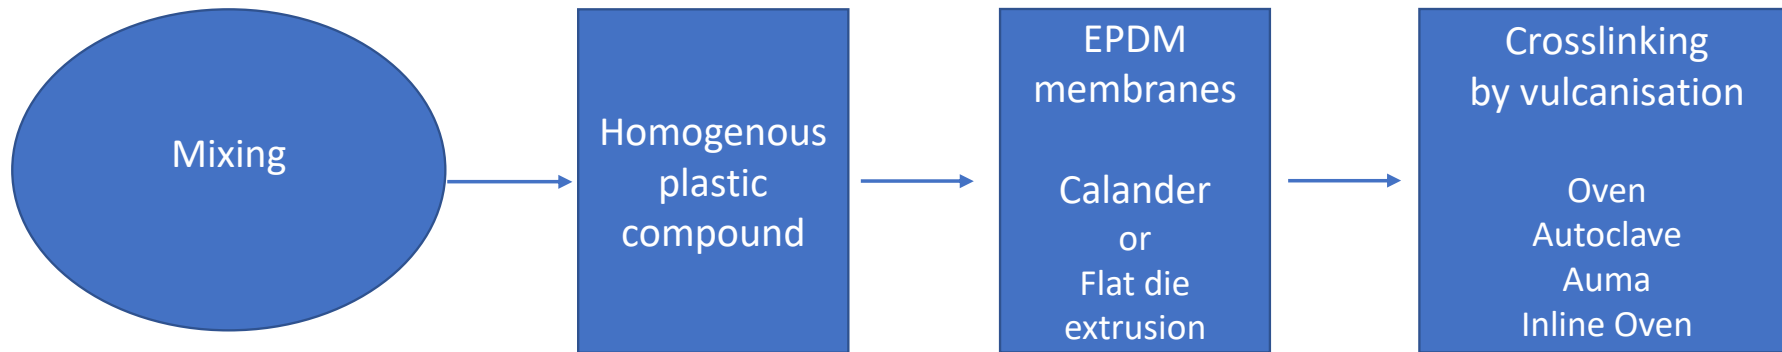 Mixing
Homogenous
plastic
compound
EPDM
membranes
Calander
or
Flat die
extrusion
Crosslinking
by vulcanisation
Oven
Autoclave
Auma
Inline Oven